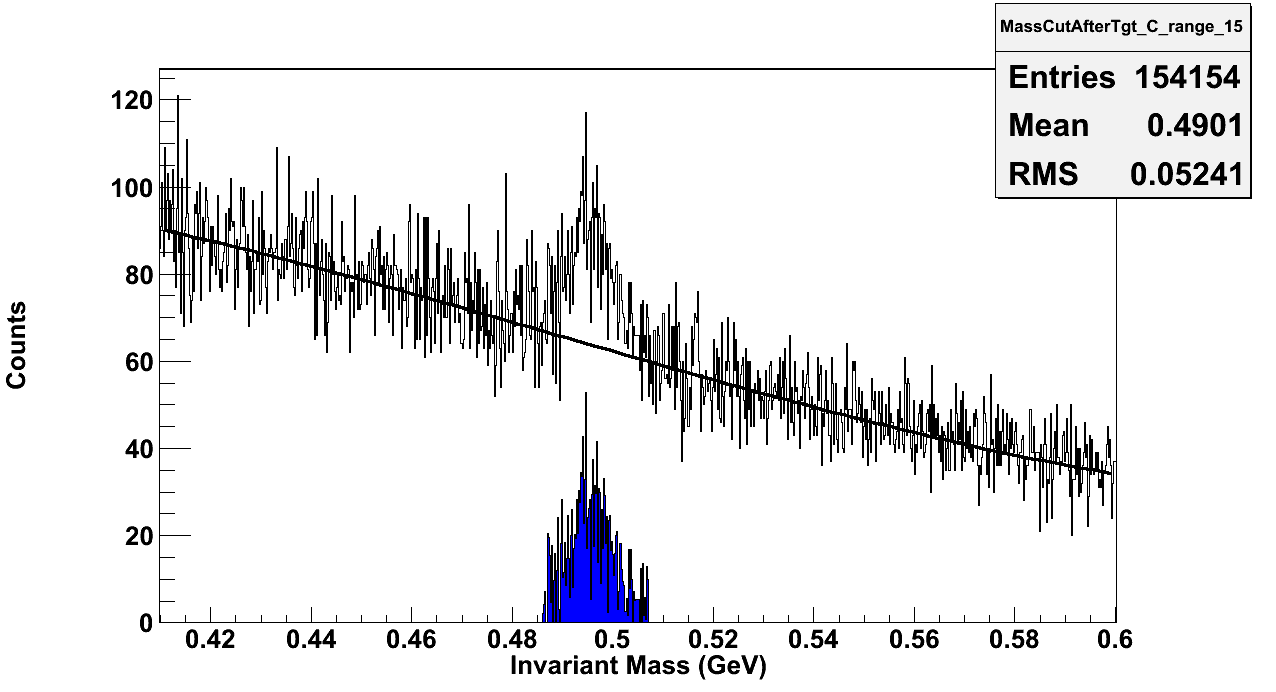 MassCutAfterTgt_C_range_15
Entries 154154
Mean 0.4901
RMS 0.05241
Counts
120
100
80
60
40
20
0
0.42 0.44 0.46 0.48 0.5 0.52 0.54 0.56 0.58 0.6
Invariant Mass (GeV)